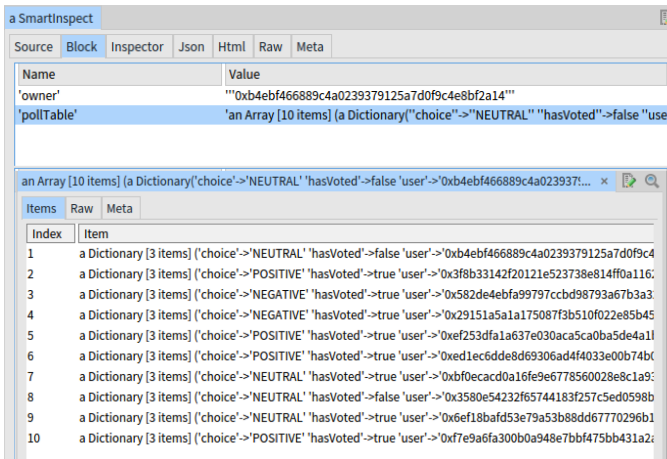 a SmartInspect
Source Block Inspector Json Html Raw Meta
Name Value
'owner' '''0xb4ebf466889c4a0239379125a7d0f9c4e8bf2a14'''
'pollTable' 'an Array [10 items] (a Dictionary(''choice''->''NEUTRAL'' ''hasVoted''->false ''use
an Array [10 items] (a Dictionary('choice'->'NEUTRAL' 'hasVoted'->false 'user'->'0xb4ebf466889c4a023937!... ×
Items Raw Meta
Index Item
1 a Dictionary [3 items] ('choice'->'NEUTRAL' 'hasVoted'->false 'user'->'0xb4ebf466889c4a0239379125a7d0f9c4
2 a Dictionary [3 items] ('choice'->'POSITIVE' 'hasVoted'->true 'user'->'0x3f8b33142f20121e523738e814ff0a1162
3 a Dictionary [3 items] ('choice'->'NEGATIVE' 'hasVoted'->true 'user'->'0x582de4ebfa99797ccbd98793a67b3a3
4 a Dictionary [3 items] ('choice'->'NEGATIVE' 'hasVoted'->true 'user'->'0x29151a5a1a175087f3b510f022e85b45
5 a Dictionary [3 items] ('choice'->'POSITIVE' 'hasVoted'->true 'user'->'0xef253dfa1a637e030aca5ca0ba5de4a1
6 a Dictionary [3 items] ('choice'->'POSITIVE' 'hasVoted'->true 'user'->'0xed1ec6dde8d69306ad4f4033e00b74b0
7 a Dictionary [3 items] ('choice'->'NEUTRAL' 'hasVoted'->true 'user'->'0xbf0ecacd0a16fe9e6778560028e8c1a93
8 a Dictionary [3 items] ('choice'->'NEUTRAL' 'hasVoted'->false 'user'->'0x3580e54232f65744183f257c5ed0598b
9 a Dictionary [3 items] ('choice'->'NEUTRAL' 'hasVoted'->true 'user'->'0x6ef18bafd53e79a53b88dd67770296b1
10 a Dictionary [3 items] ('choice'->'POSITIVE' 'hasVoted'->true 'user'->'0xf7e9a6fa300b0a948e7bbf475bb431a2